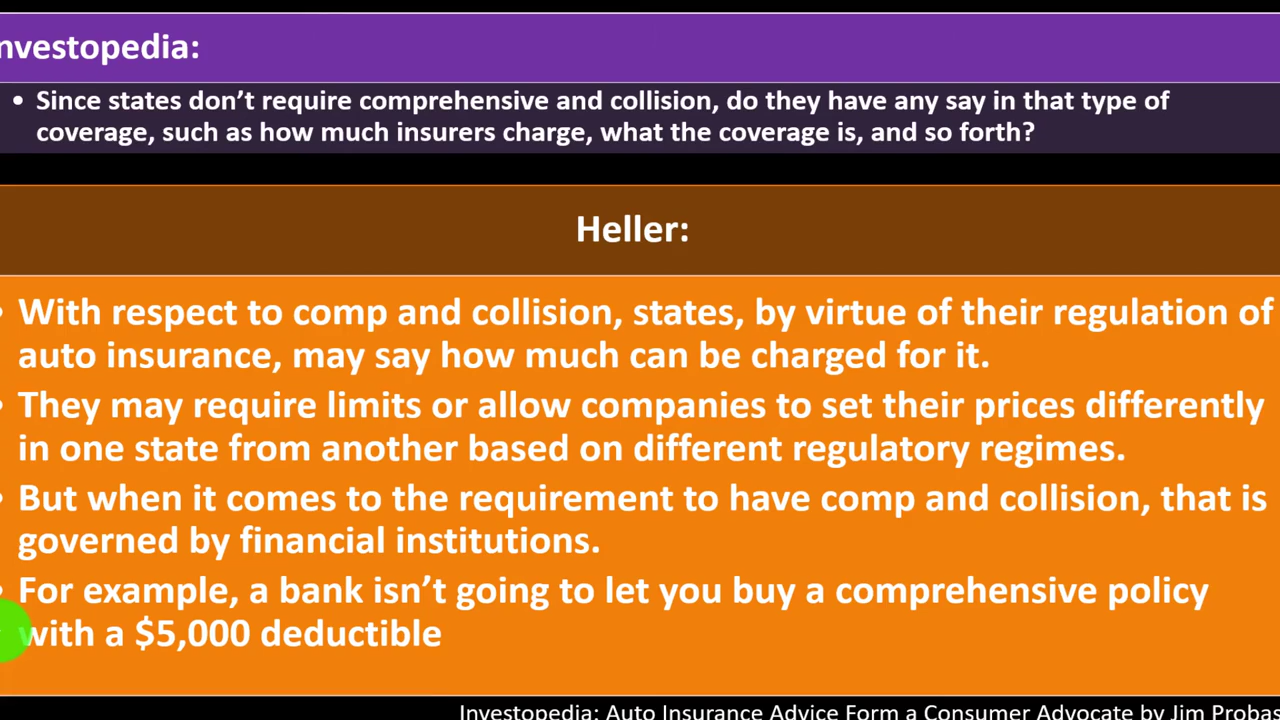 nvestopedia:
• Since states don’t require comprehensive and collision, do they have any say in that type of
coverage, such as how much insurers charge, what the coverage is, and so forth?
Heller:
• With respect to comp and collision, states, by virtue of their regulation of
auto insurance, may say how much can be charged for it.
• They may require limits or allow companies to set their prices differently
in one state from another based on different regulatory regimes.
• But when it comes to the requirement to have comp and collision, that is
governed by financial institutions.
• For example, a bank isn’t going to let you buy a comprehensive policy
with a $5,000 deductible
Investopedia: Auto Insurance Advice Form a Consumer Advocate by Jim Probas